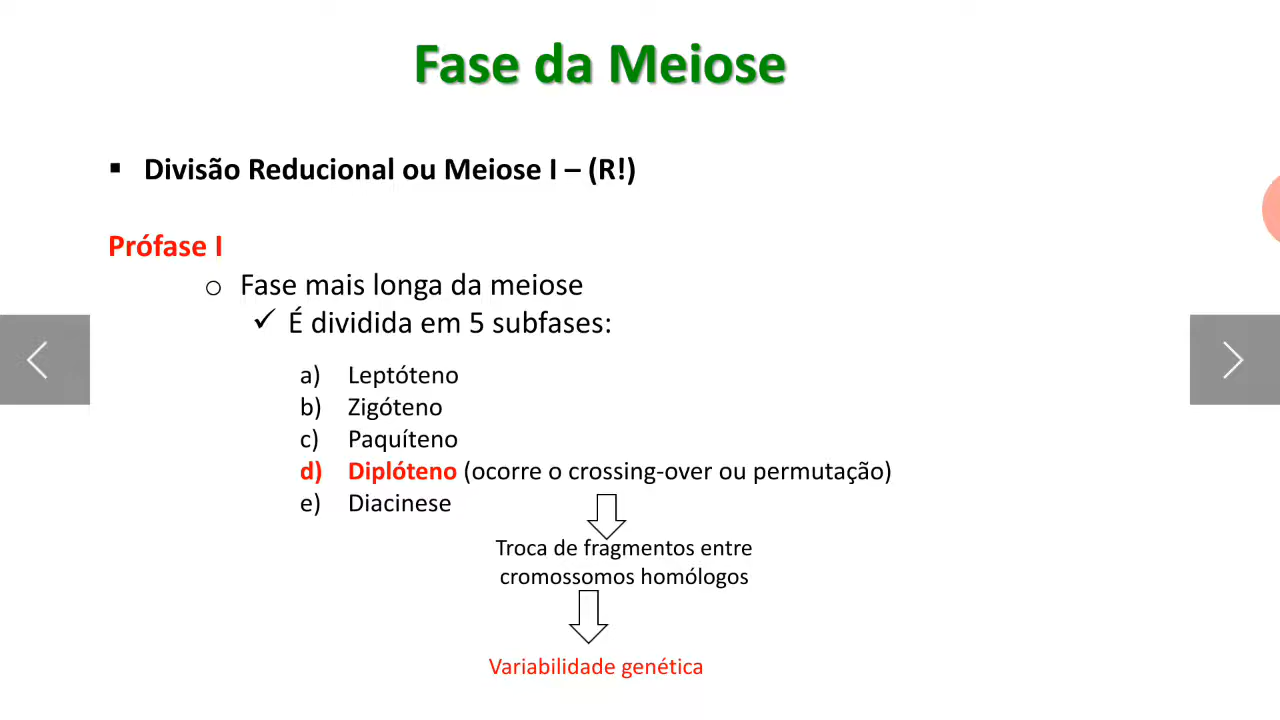 Fase da Meiose
▪ Divisão Reducional ou Meiose I – (R!)
Prófase I
o Fase mais longa da meiose
✓ É dividida em 5 subfases:
a) Leptóteno
b) Zigóteno
c) Paquíteno
d) Diplóteno (ocorre o crossing-over ou permutação)
e) Diacinese
Troca de fragmentos entre
cromossomos homólogos
Variabilidade genética